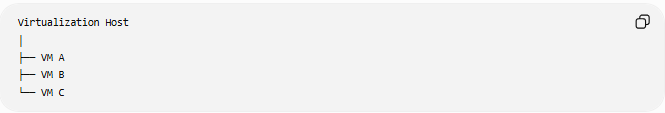 Virtualization Host
│
├── VM A
├── VM B
└── VM C